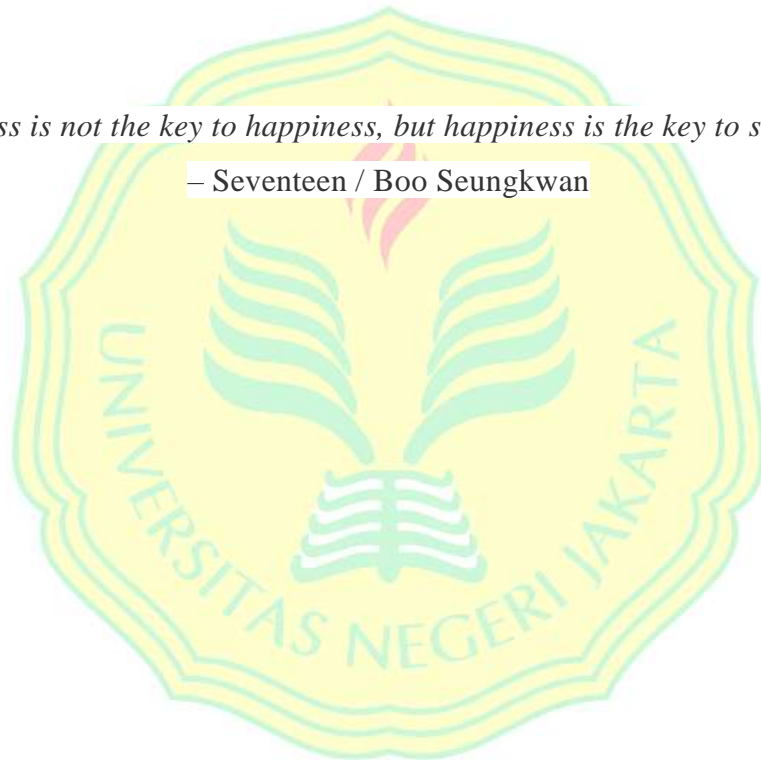 ss is not the key to happiness, but happiness is the key to s
– Seventeen / Boo Seungkwan
UNIVERSITAS NEGERI JAKARTA